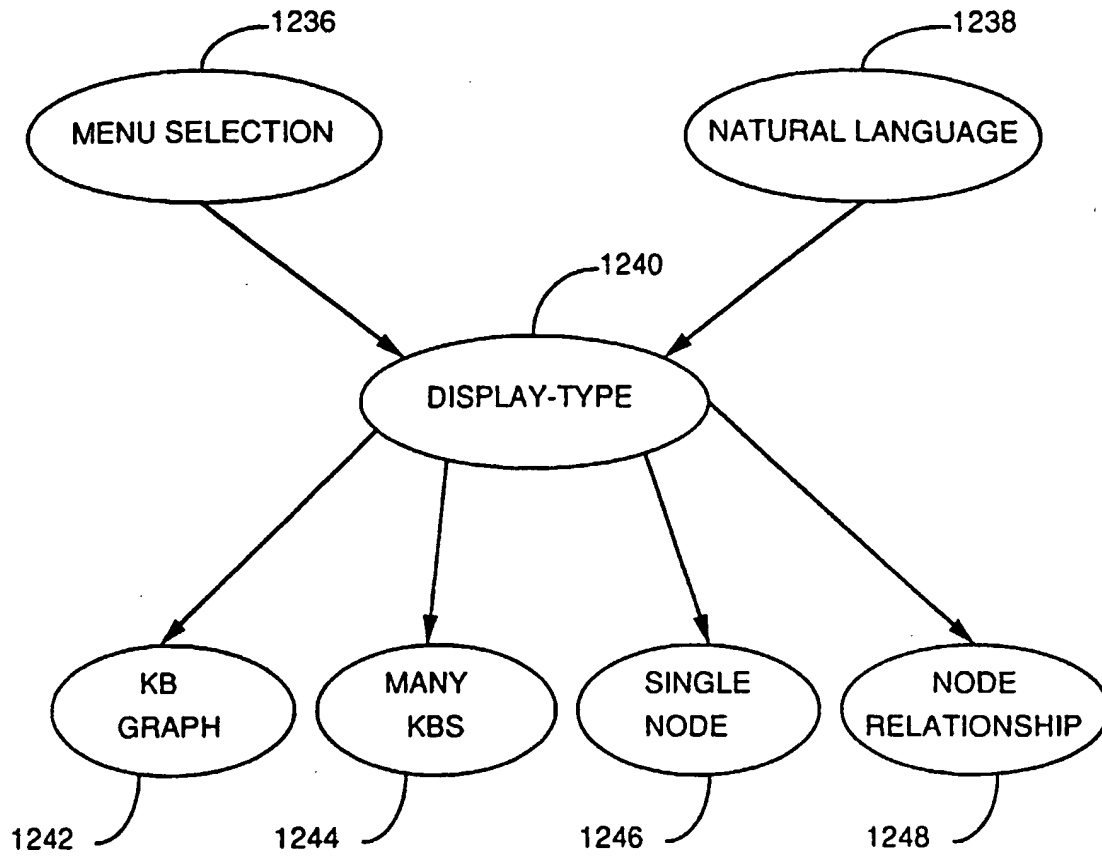 1236
1238
MENU SELECTION
NATURAL LANGUAGE
1240
DISPLAY-TYPE
KB
GRAPH
MANY
KBS
SINGLE
NODE
NODE
RELATIONSHIP
1242
1244
1246
1248